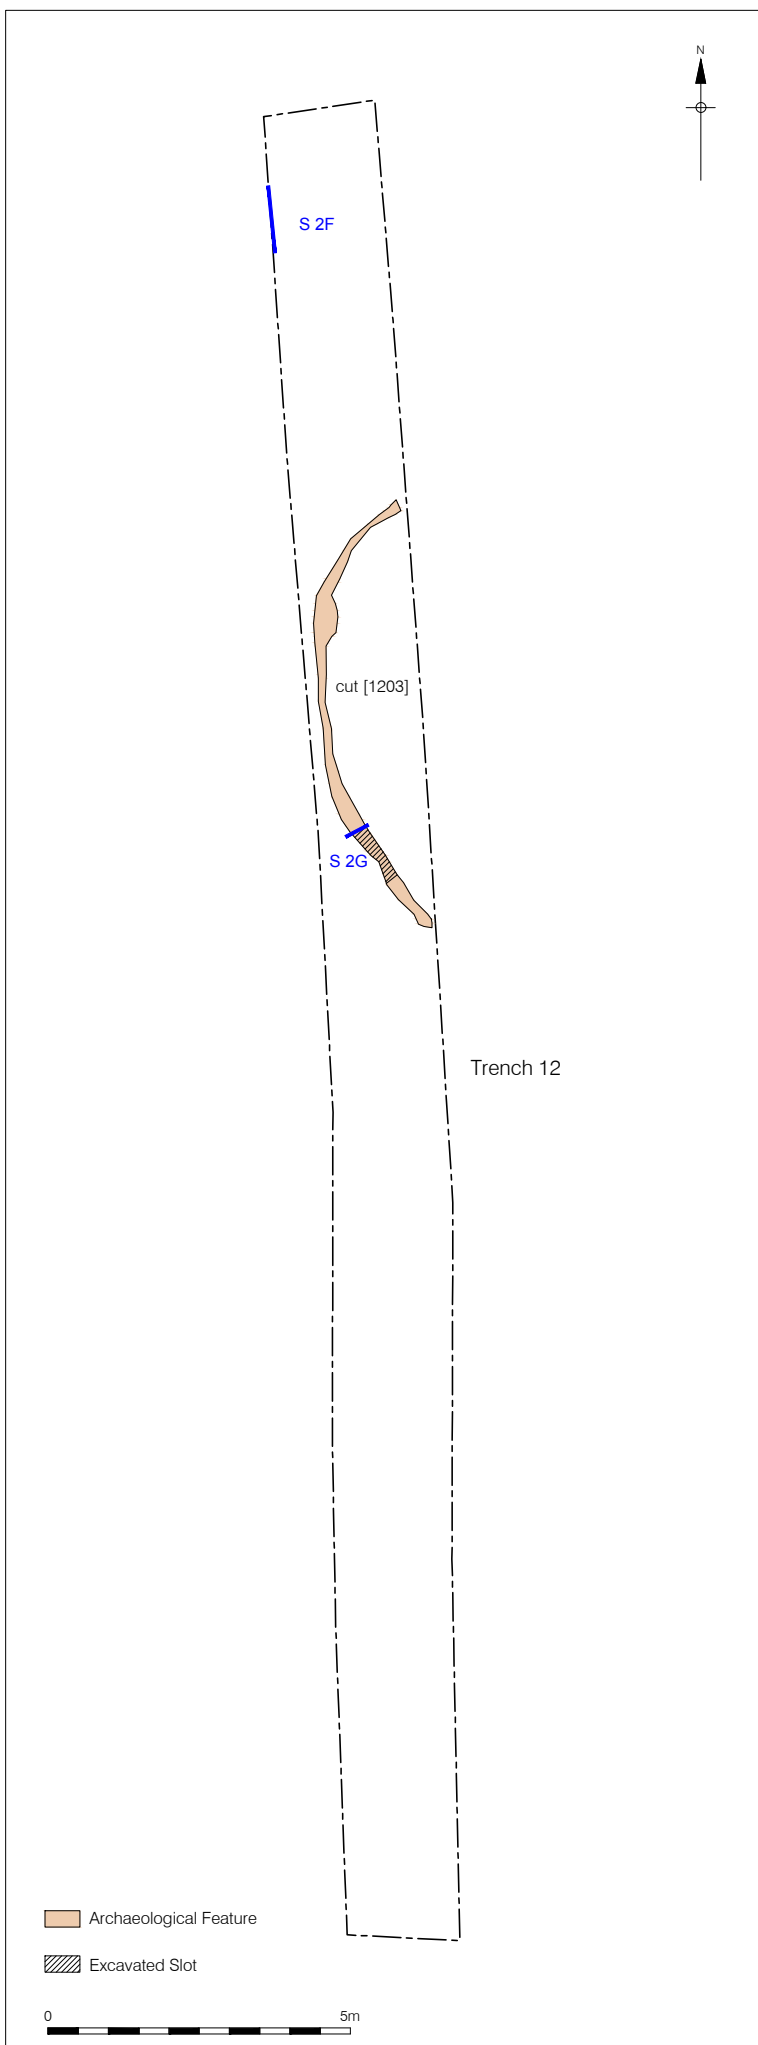 N
S 2F
cut [1203]
S 2G
Trench 12
Archaeological Feature
Excavated Slot
0 5m